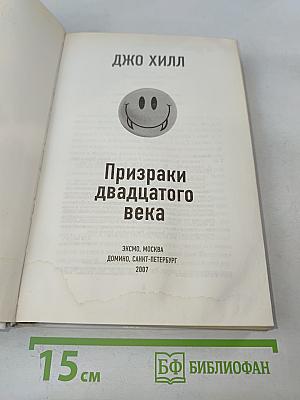 ДЖО ХИЛЛ
Призраки
двадцатого
века
ЭКСМО, МОСКВА
ДОМИНО, САНКТ-ПЕТЕРБУРГ
2007
15 см
БФ БИБЛИОФАН